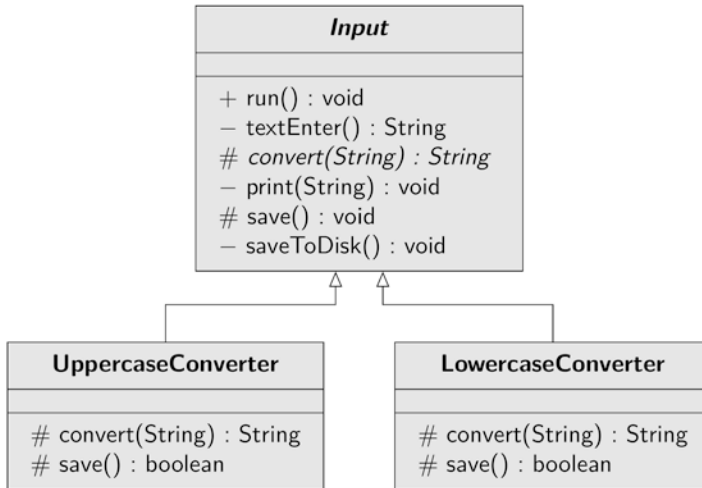 Input
+ run() : void
− textEnter() : String
# convert(String) : String
− print(String) : void
# save() : void
− saveToDisk() : void
UppercaseConverter
# convert(String) : String
# save() : boolean
LowercaseConverter
# convert(String) : String
# save() : boolean